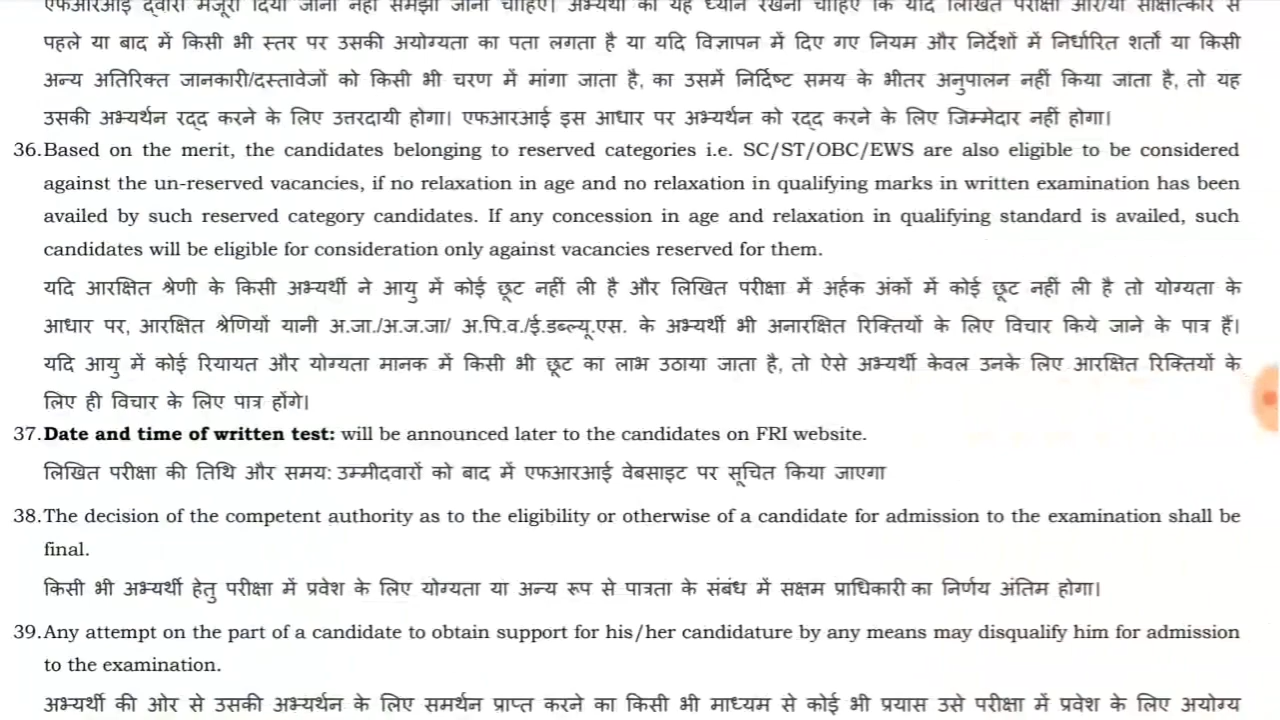 एफआरआई द्वारा मंजूरी दिया जाना नहीं समझा जाना चाहिए। अभ्यर्थी को यह ध्यान रखना चाहिए कि यदि लिखित परीक्षा और/या साक्षात्कार से
पहले या बाद में किसी भी स्तर पर उसकी अयोग्यता का पता लगता है या यदि विज्ञापन में दिए गए नियम और निर्देशों में निर्धारित शर्तों या किसी
अन्य अतिरिक्त जानकारी/दस्तावेजों को किसी भी चरण में मांगा जाता है, का उसमें निर्दिष्ट समय के भीतर अनुपालन नहीं किया जाता है, तो यह
उसकी अभ्यर्थन रद्द करने के लिए उत्तरदायी होगा। एफआरआई इस आधार पर अभ्यर्थन को रद्द करने के लिए जिम्मेदार नहीं होगा।
36.Based on the merit, the candidates belonging to reserved categories i.e. SC/ST/OBC/EWS are also eligible to be considered
against the un-reserved vacancies, if no relaxation in age and no relaxation in qualifying marks in written examination has been
availed by such reserved category candidates. If any concession in age and relaxation in qualifying standard is availed, such
candidates will be eligible for consideration only against vacancies reserved for them.
यदि आरक्षित श्रेणी के किसी अभ्यर्थी ने आयु में कोई छूट नहीं ली है और लिखित परीक्षा में अर्हक अंकों में कोई छूट नहीं ली है तो योग्यता के
आधार पर, आरक्षित श्रेणियों यानी अ.जा./अ.ज.जा/ अ.पि.व./ई.डब्ल्यू.एस. के अभ्यर्थी भी अनारक्षित रिक्तियों के लिए विचार किये जाने के पात्र हैं।
यदि आयु में कोई रियायत और योग्यता मानक में किसी भी छूट का लाभ उठाया जाता है, तो ऐसे अभ्यर्थी केवल उनके लिए आरक्षित रिक्तियों के
लिए ही विचार के लिए पात्र होंगे।
37.Date and time of written test: will be announced later to the candidates on FRI website.
लिखित परीक्षा की तिथि और समय: उम्मीदवारों को बाद में एफआरआई वेबसाइट पर सूचित किया जाएगा
38.The decision of the competent authority as to the eligibility or otherwise of a candidate for admission to the examination shall be
final.
किसी भी अभ्यर्थी हेतु परीक्षा में प्रवेश के लिए योग्यता या अन्य रूप से पात्रता के संबंध में सक्षम प्राधिकारी का निर्णय अंतिम होगा।
39.Any attempt on the part of a candidate to obtain support for his/her candidature by any means may disqualify him for admission
to the examination.
अभ्यर्थी की ओर से उसकी अभ्यर्थन के लिए समर्थन प्राप्त करने का किसी भी माध्यम से कोई भी प्रयास उसे परीक्षा में प्रवेश के लिए अयोग्य